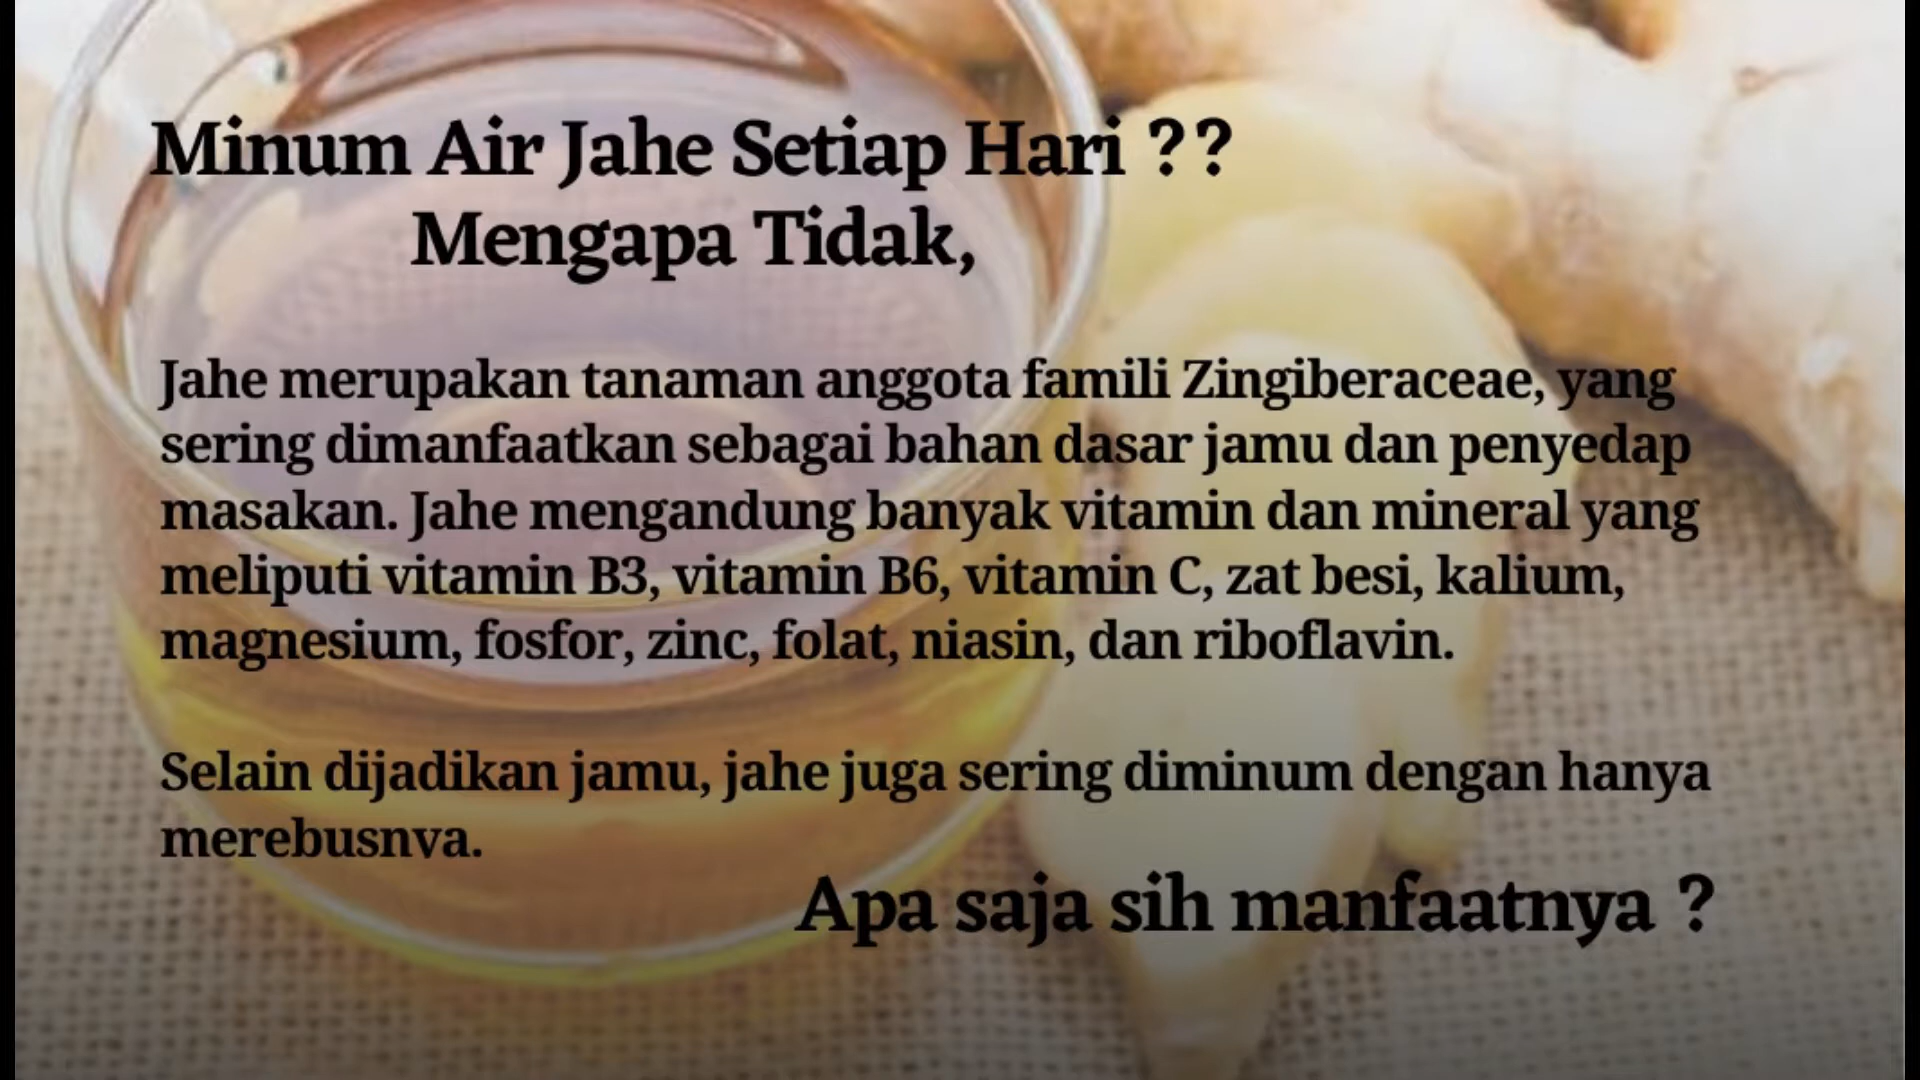 Minum Air Jahe Setiap Hari ??
Mengapa Tidak,
Jahe merupakan tanaman anggota famili Zingiberaceae, yang
sering dimanfaatkan sebagai bahan dasar jamu dan penyedap
masakan. Jahe mengandung banyak vitamin dan mineral yang
meliputi vitamin B3, vitamin B6, vitamin C, zat besi, kalium,
magnesium, fosfor, zinc, folat, niasin, dan riboflavin.
Selain dijadikan jamu, jahe juga sering diminum dengan hanya
merebusnya.
Apa saja sih manfaatnya ?